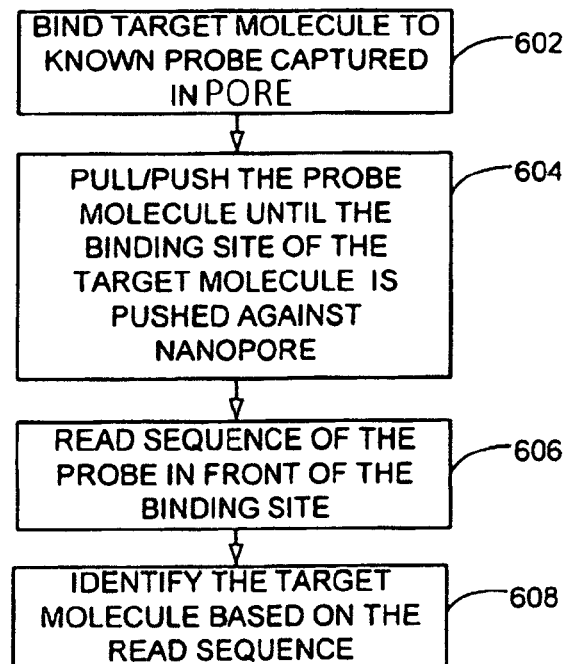 BIND TARGET MOLECULE TO
KNOWN PROBE CAPTURED
IN PORE
602
PULL/PUSH THE PROBE
MOLECULE UNTIL THE
BINDING SITE OF THE
TARGET MOLECULE IS
PUSHED AGAINST
NANOPORE
604
READ SEQUENCE OF THE
PROBE IN FRONT OF THE
BINDING SITE
606
IDENTIFY THE TARGET
MOLECULE BASED ON THE
READ SEQUENCE
608